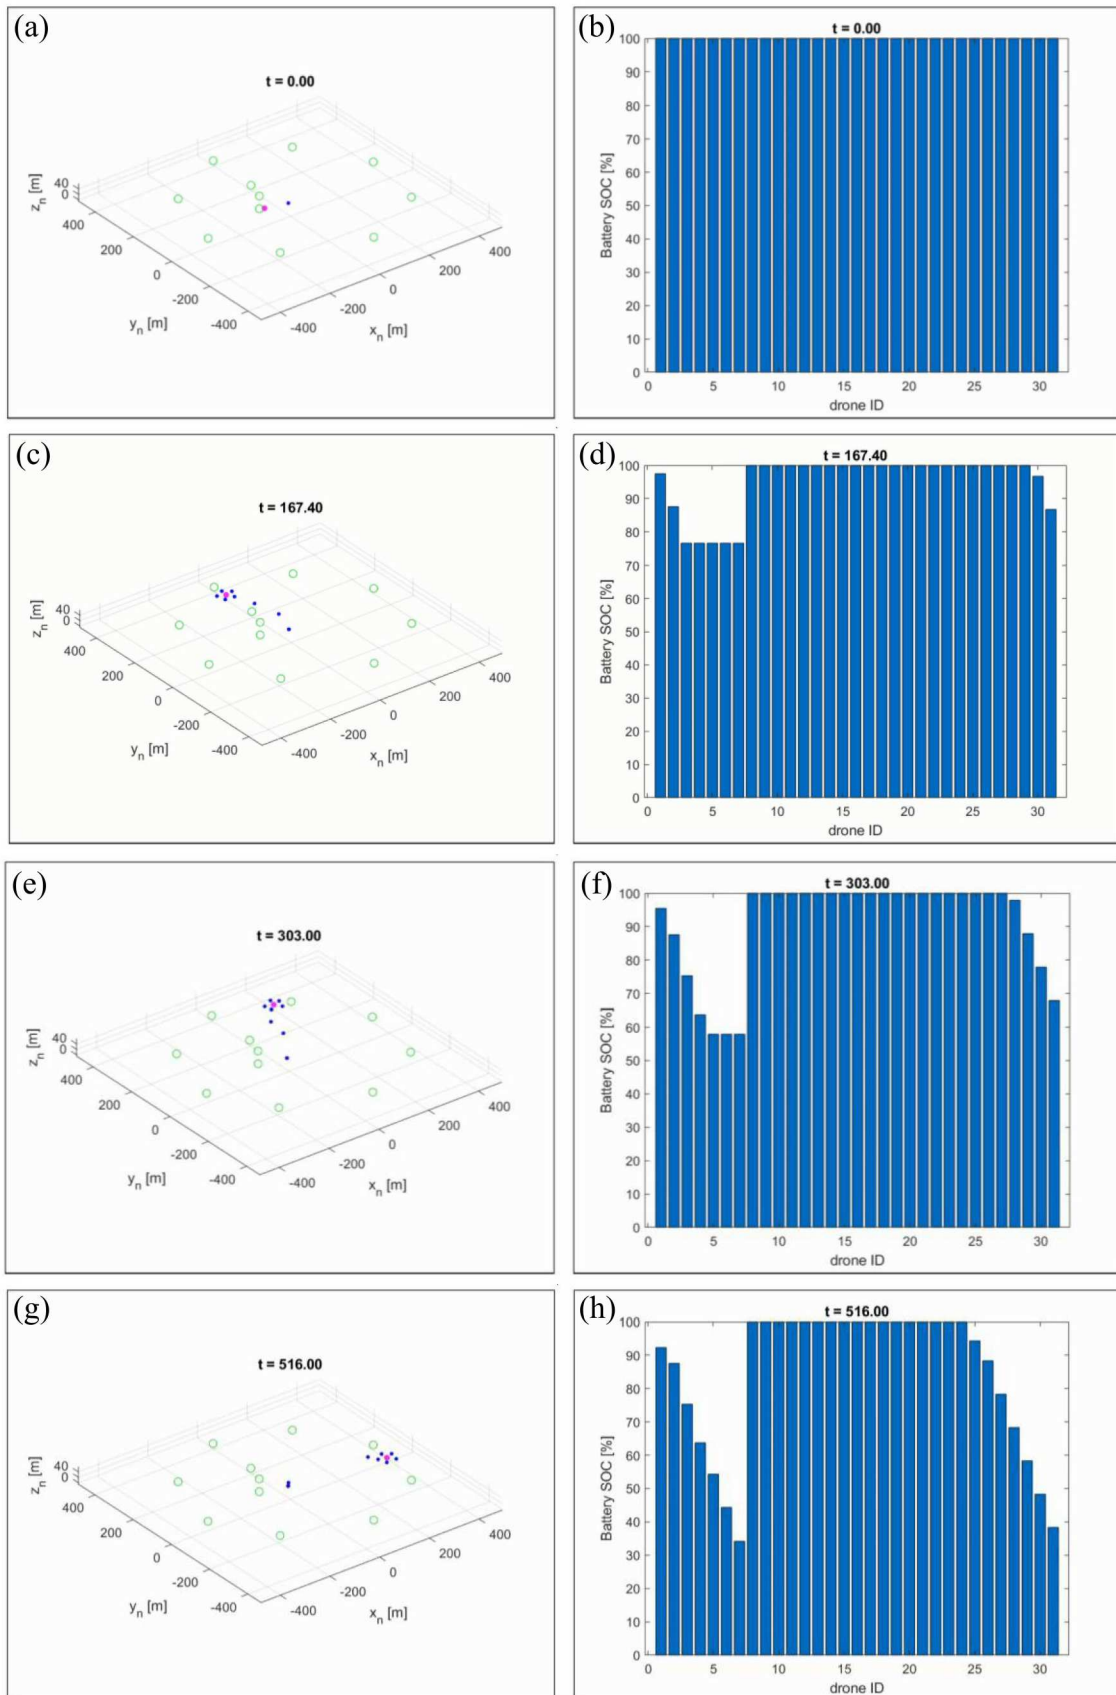 (a)
t = 0.00
z_n [m]
40
0
400
200
0
-200
-400
y_n [m]
-400
-200
0
200
400
x_n [m]
(b)
t = 0.00
Battery SOC [%]
100
90
80
70
60
50
40
30
20
10
0
0 5 10 15 20 25 30
drone ID
(c)
t = 167.40
z_n [m]
40
0
400
200
0
-200
-400
y_n [m]
-400
-200
0
200
400
x_n [m]
(d)
t = 167.40
Battery SOC [%]
100
90
80
70
60
50
40
30
20
10
0
0 5 10 15 20 25 30
drone ID
(e)
t = 303.00
z_n [m]
40
0
400
200
0
-200
-400
y_n [m]
-400
-200
0
200
400
x_n [m]
(f)
t = 303.00
Battery SOC [%]
100
90
80
70
60
50
40
30
20
10
0
0 5 10 15 20 25 30
drone ID
(g)
t = 516.00
z_n [m]
40
0
400
200
0
-200
-400
y_n [m]
-400
-200
0
200
400
x_n [m]
(h)
t = 516.00
Battery SOC [%]
100
90
80
70
60
50
40
30
20
10
0
0 5 10 15 20 25 30
drone ID